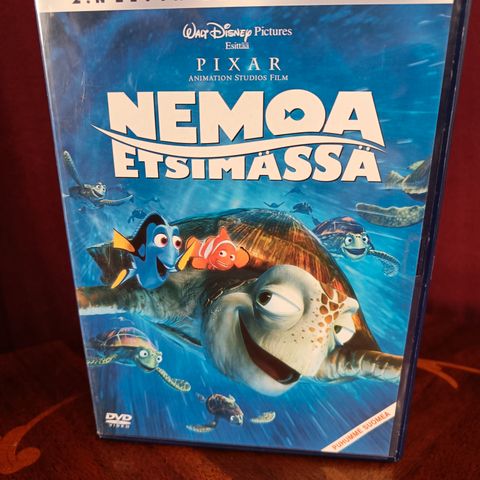 Walt Disney Pictures
Esittää
PIXAR
ANIMATION STUDIOS FILM
NEMOA
ETSIMÄSSÄ
DVD
VIDEO
PUHUMME SUOMEA